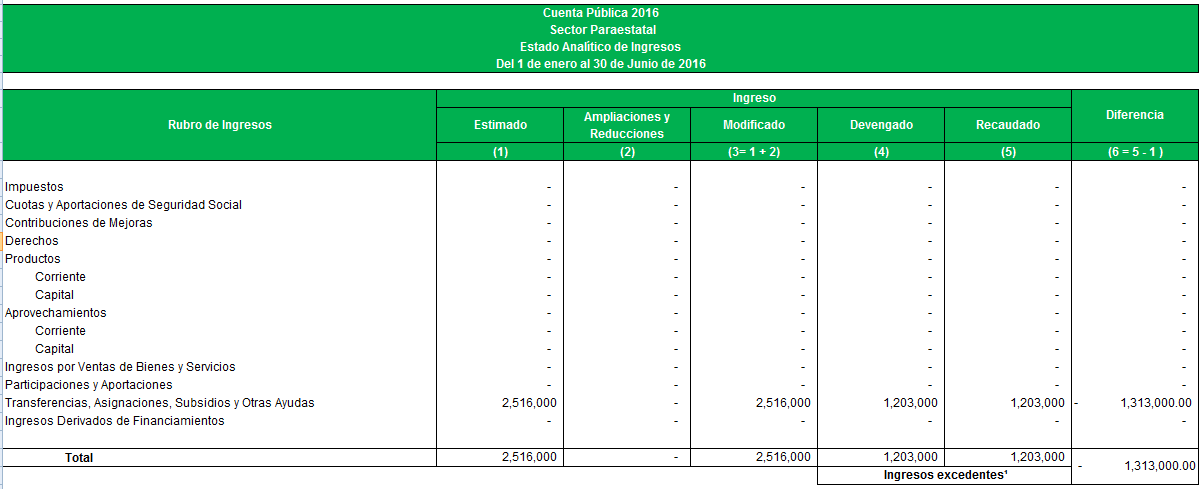 Cuenta Pública 2016
Sector Paraestatal
Estado Analítico de Ingresos
Del 1 de enero al 30 de Junio de 2016
Rubro de Ingresos Ingreso Diferencia
Estimado Ampliaciones y Reducciones Modificado Devengado Recaudado
(1) (2) (3= 1 + 2) (4) (5) (6 = 5 - 1 )
Impuestos - - - - - -
Cuotas y Aportaciones de Seguridad Social - - - - - -
Contribuciones de Mejoras - - - - - -
Derechos - - - - - -
Productos - - - - - -
Corriente - - - - - -
Capital - - - - - -
Aprovechamientos - - - - - -
Corriente - - - - - -
Capital - - - - - -
Ingresos por Ventas de Bienes y Servicios - - - - - -
Participaciones y Aportaciones - - - - - -
Transferencias, Asignaciones, Subsidios y Otras Ayudas 2,516,000 - 2,516,000 1,203,000 1,203,000 - 1,313,000.00
Ingresos Derivados de Financiamientos - - - - - -
Total 2,516,000 - 2,516,000 1,203,000 1,203,000 - 1,313,000.00
Ingresos excedentes¹